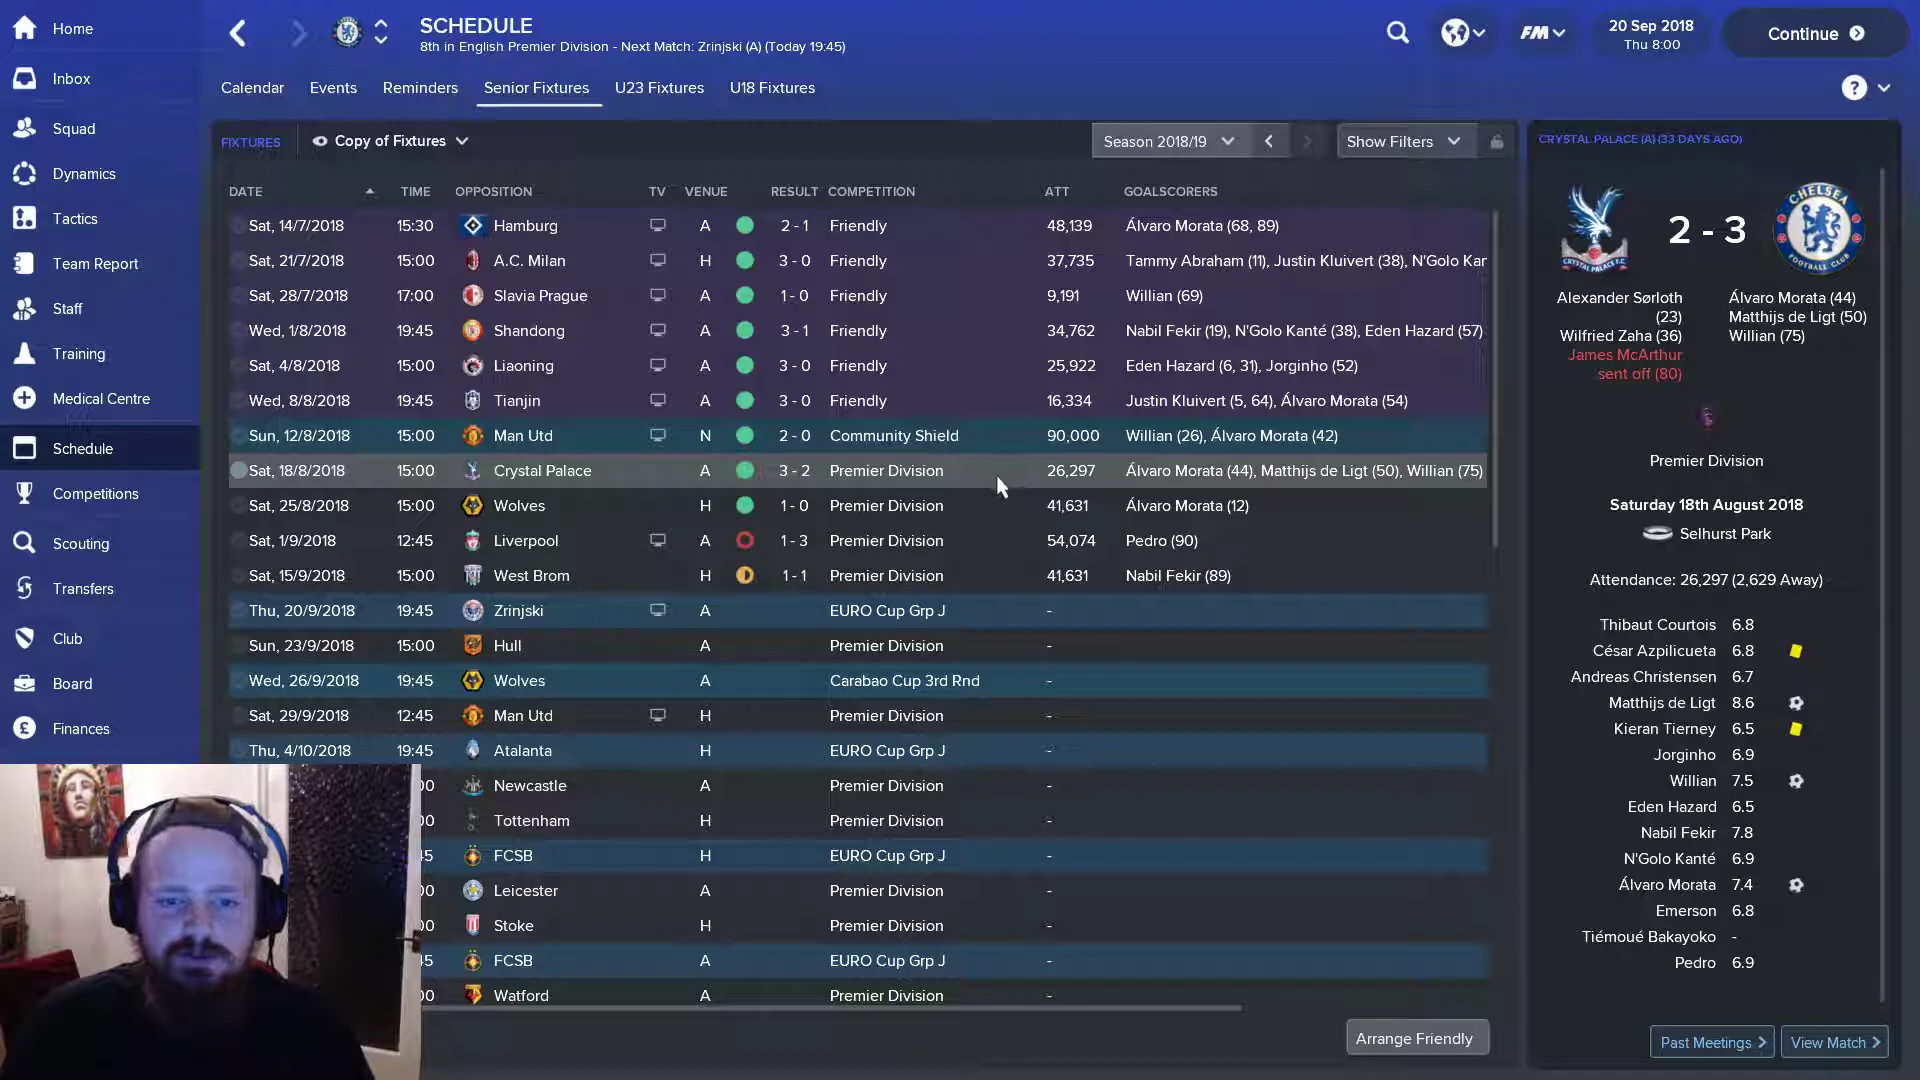 Home
Inbox
Squad
Dynamics
Tactics
Team Report
Staff
Training
Medical Centre
Schedule
Competitions
Scouting
Transfers
Club
Board
Finances
SCHEDULE
8th in English Premier Division - Next Match: Zrinjski (A) (Today 19:45)
FM
20 Sep 2018
Thu 8:00
Continue
Calendar Events Reminders Senior Fixtures U23 Fixtures U18 Fixtures
?
FIXTURES Copy of Fixtures Season 2018/19 Show Filters
DATE TIME OPPOSITION TV VENUE RESULT COMPETITION ATT GOALSCORERS
Sat, 14/7/2018 15:30 Hamburg A 2 - 1 Friendly 48,139 Álvaro Morata (68, 89)
Sat, 21/7/2018 15:00 A.C. Milan H 3 - 0 Friendly 37,735 Tammy Abraham (11), Justin Kluivert (38), N'Golo Kar
Sat, 28/7/2018 17:00 Slavia Prague A 1 - 0 Friendly 9,191 Willian (69)
Wed, 1/8/2018 19:45 Shandong A 3 - 1 Friendly 34,762 Nabil Fekir (19), N'Golo Kanté (38), Eden Hazard (57)
Sat, 4/8/2018 15:00 Liaoning A 3 - 0 Friendly 25,922 Eden Hazard (6, 31), Jorginho (52)
Wed, 8/8/2018 19:45 Tianjin A 3 - 0 Friendly 16,334 Justin Kluivert (5, 64), Álvaro Morata (54)
Sun, 12/8/2018 15:00 Man Utd N 2 - 0 Community Shield 90,000 Willian (26), Álvaro Morata (42)
Sat, 18/8/2018 15:00 Crystal Palace A 3 - 2 Premier Division 26,297 Álvaro Morata (44), Matthijs de Ligt (50), Willian (75)
Sat, 25/8/2018 15:00 Wolves H 1 - 0 Premier Division 41,631 Álvaro Morata (12)
Sat, 1/9/2018 12:45 Liverpool A 1 - 3 Premier Division 54,074 Pedro (90)
Sat, 15/9/2018 15:00 West Brom H 1 - 1 Premier Division 41,631 Nabil Fekir (89)
Thu, 20/9/2018 19:45 Zrinjski A EURO Cup Grp J -
Sun, 23/9/2018 15:00 Hull A Premier Division -
Wed, 26/9/2018 19:45 Wolves A Carabao Cup 3rd Rnd -
Sat, 29/9/2018 12:45 Man Utd H Premier Division -
Thu, 4/10/2018 19:45 Atalanta H EURO Cup Grp J -
00 Newcastle A Premier Division -
00 Tottenham H Premier Division -
45 FCSB H EURO Cup Grp J -
00 Leicester A Premier Division -
00 Stoke H Premier Division -
45 FCSB A EURO Cup Grp J -
00 Watford A Premier Division -
Arrange Friendly
CRYSTAL PALACE (A) (33 DAYS AGO)
CRYSTAL PALACE F.C.
2 - 3
CHELSEA
FOOTBALL CLUB
Alexander Sørloth
(23)
Wilfried Zaha (36)
James McArthur
sent off (80)
Álvaro Morata (44)
Matthijs de Ligt (50)
Willian (75)
Premier Division
Saturday 18th August 2018
Selhurst Park
Attendance: 26,297 (2,629 Away)
Thibaut Courtois 6.8
César Azpilicueta 6.8
Andreas Christensen 6.7
Matthijs de Ligt 8.6
Kieran Tierney 6.5
Jorginho 6.9
Willian 7.5
Eden Hazard 6.5
Nabil Fekir 7.8
N'Golo Kanté 6.9
Álvaro Morata 7.4
Emerson 6.8
Tiémoué Bakayoko -
Pedro 6.9
Past Meetings View Match